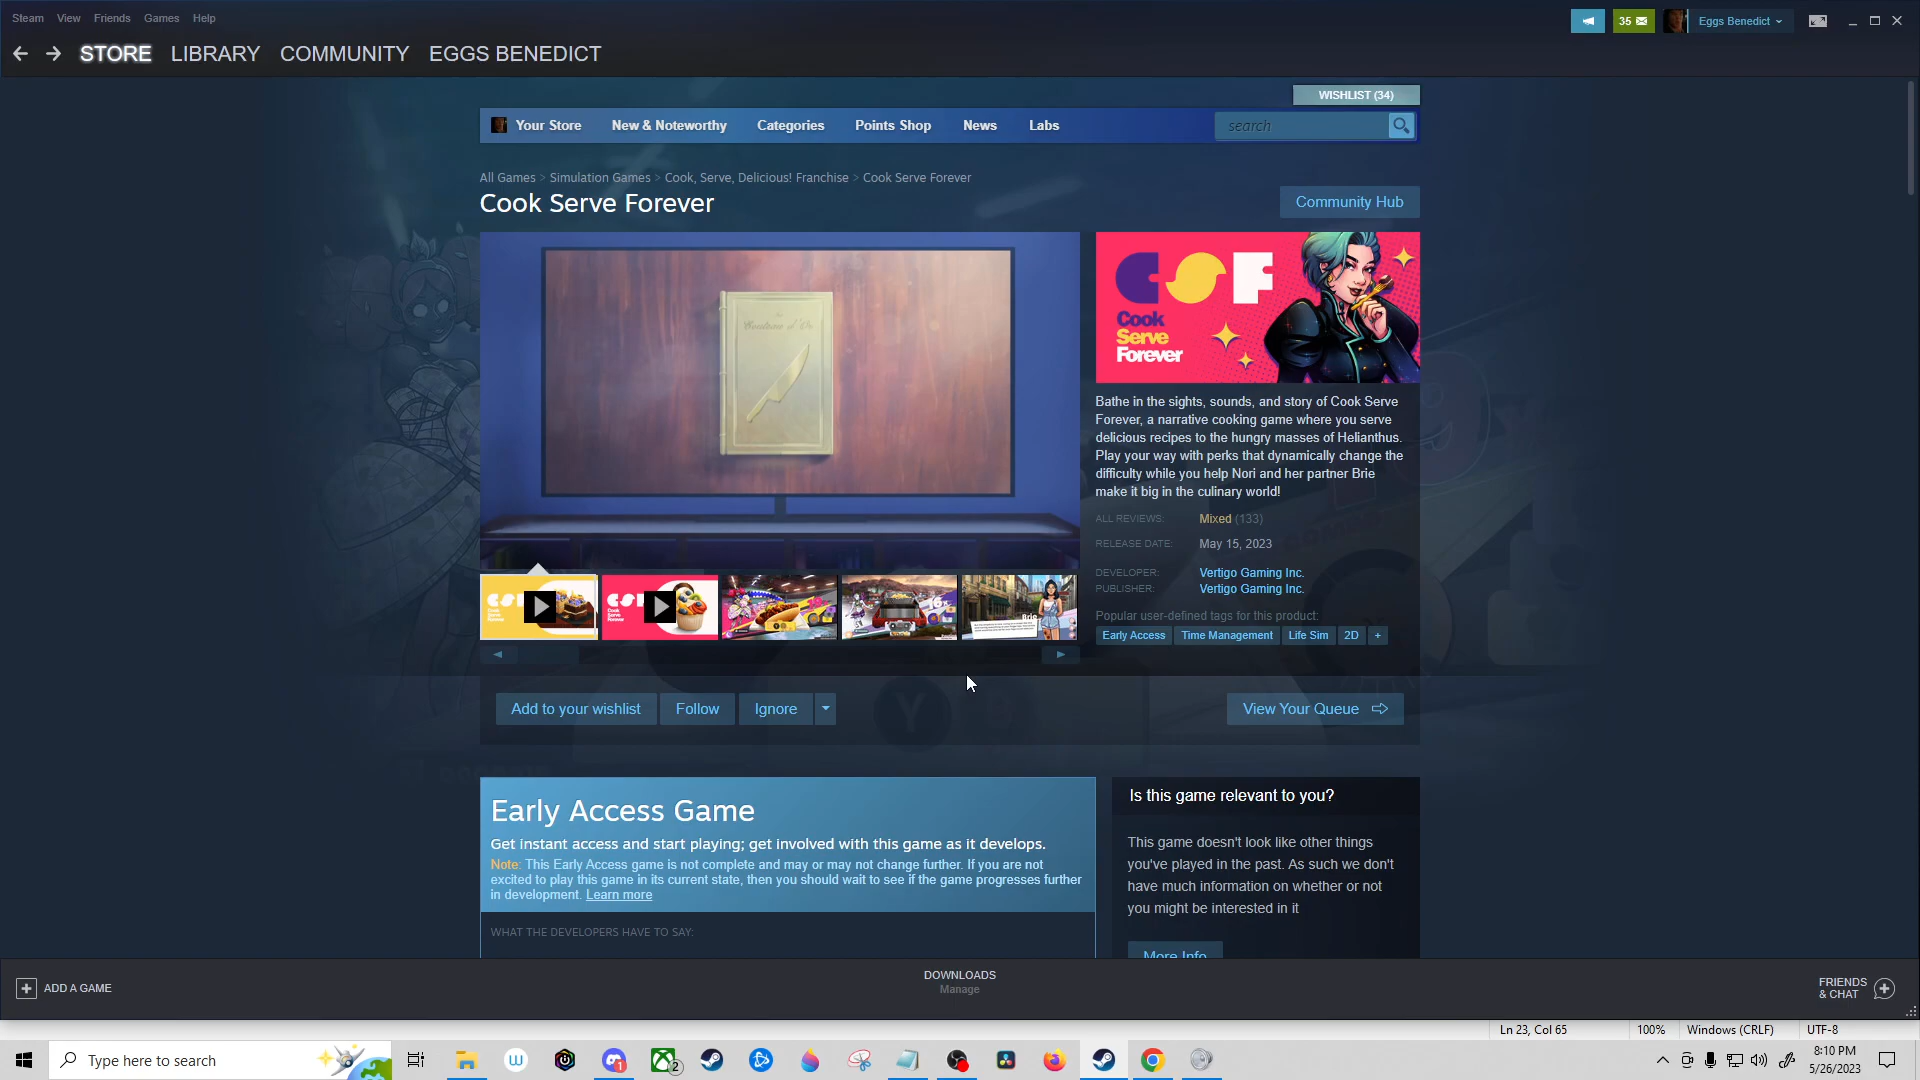 Steam View Friends Games Help
35
Eggs Benedict
STORE LIBRARY COMMUNITY EGGS BENEDICT
WISHLIST (34)
Your Store New & Noteworthy Categories Points Shop News Labs
search
All Games > Simulation Games > Cook, Serve, Delicious! Franchise > Cook Serve Forever
Cook Serve Forever
Community Hub
CSF
Cook
Serve
Forever
Bathe in the sights, sounds, and story of Cook Serve
Forever, a narrative cooking game where you serve
delicious recipes to the hungry masses of Helianthus.
Play your way with perks that dynamically change the
difficulty while you help Nori and her partner Brie
make it big in the culinary world!
ALL REVIEWS: Mixed (133)
RELEASE DATE: May 15, 2023
DEVELOPER: Vertigo Gaming Inc.
PUBLISHER: Vertigo Gaming Inc.
Popular user-defined tags for this product:
Early Access Time Management Life Sim 2D +
Add to your wishlist Follow Ignore
View Your Queue
Early Access Game
Get instant access and start playing; get involved with this game as it develops.
Note: This Early Access game is not complete and may or may not change further. If you are not
excited to play this game in its current state, then you should wait to see if the game progresses further
in development. Learn more
WHAT THE DEVELOPERS HAVE TO SAY:
Is this game relevant to you?
This game doesn't look like other things
you've played in the past. As such we don't
have much information on whether or not
you might be interested in it
More Info
ADD A GAME
DOWNLOADS
Manage
FRIENDS
& CHAT
Ln 23, Col 65 100% Windows (CRLF) UTF-8
Type here to search
8:10 PM
5/26/2023